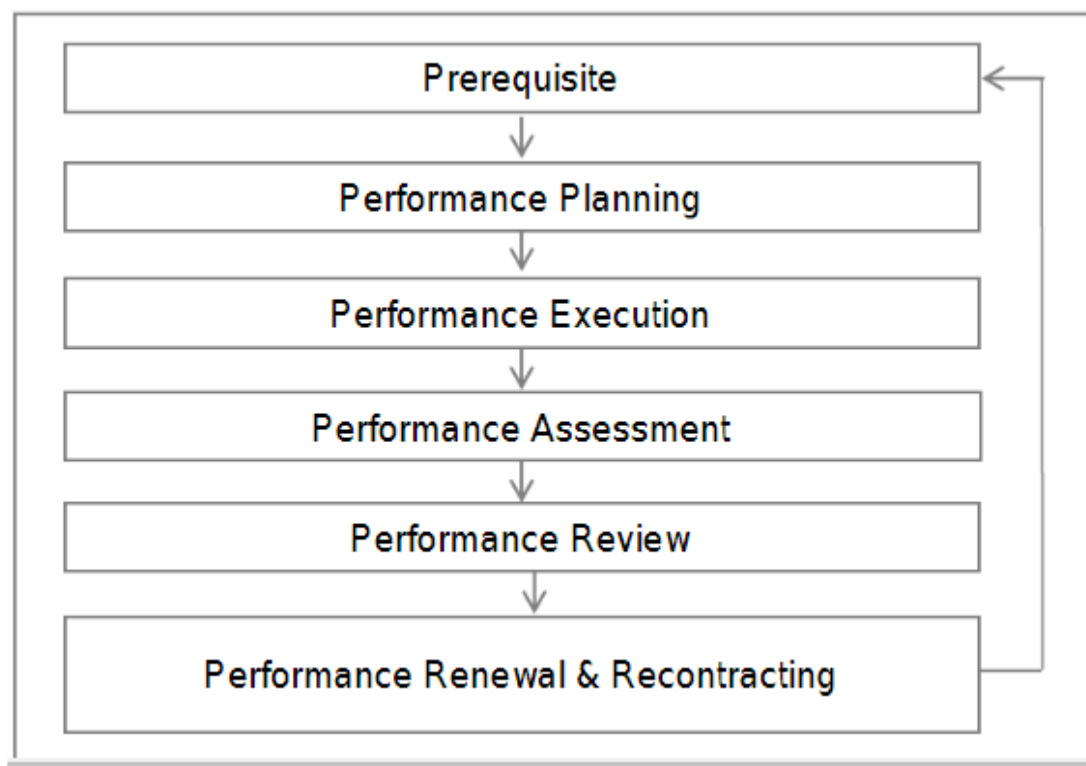 Prerequisite
Performance Planning
Performance Execution
Performance Assessment
Performance Review
Performance Renewal & Recontracting